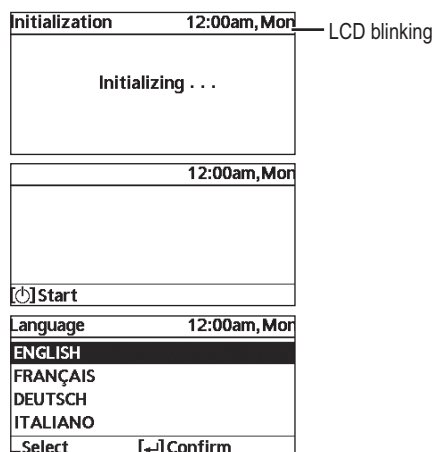 Initialization 12:00am,Mon
LCD blinking
Initializing . . .
12:00am,Mon
[⏻]Start
Language 12:00am,Mon
ENGLISH
FRANÇAIS
DEUTSCH
ITALIANO
Select [↵]Confirm